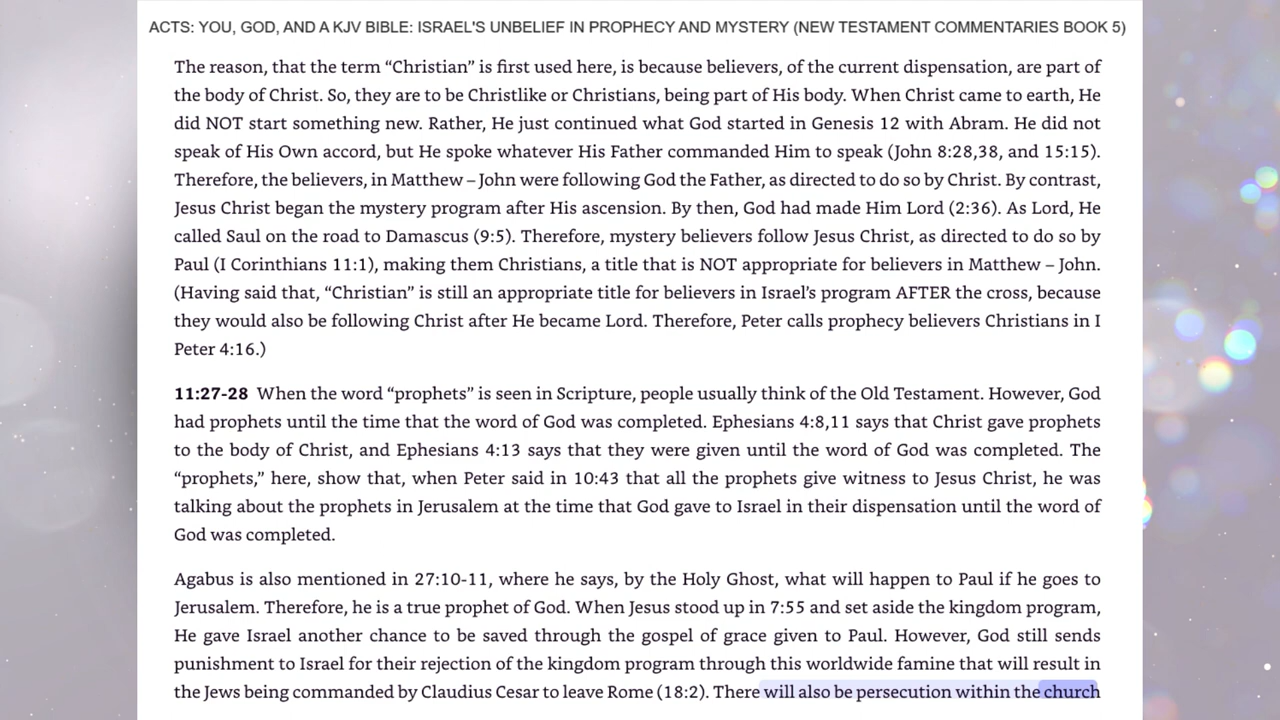 ACTS: YOU, GOD, AND A KJV BIBLE: ISRAEL'S UNBELIEF IN PROPHECY AND MYSTERY (NEW TESTAMENT COMMENTARIES BOOK 5)
The reason, that the term “Christian” is first used here, is because believers, of the current dispensation, are part of
the body of Christ. So, they are to be Christlike or Christians, being part of His body. When Christ came to earth, He
did NOT start something new. Rather, He just continued what God started in Genesis 12 with Abram. He did not
speak of His Own accord, but He spoke whatever His Father commanded Him to speak (John 8:28,38, and 15:15).
Therefore, the believers, in Matthew – John were following God the Father, as directed to do so by Christ. By contrast,
Jesus Christ began the mystery program after His ascension. By then, God had made Him Lord (2:36). As Lord, He
called Saul on the road to Damascus (9:5). Therefore, mystery believers follow Jesus Christ, as directed to do so by
Paul (I Corinthians 11:1), making them Christians, a title that is NOT appropriate for believers in Matthew – John.
(Having said that, “Christian” is still an appropriate title for believers in Israel’s program AFTER the cross, because
they would also be following Christ after He became Lord. Therefore, Peter calls prophecy believers Christians in I
Peter 4:16.)
11:27-28 When the word “prophets” is seen in Scripture, people usually think of the Old Testament. However, God
had prophets until the time that the word of God was completed. Ephesians 4:8,11 says that Christ gave prophets
to the body of Christ, and Ephesians 4:13 says that they were given until the word of God was completed. The
“prophets,” here, show that, when Peter said in 10:43 that all the prophets give witness to Jesus Christ, he was
talking about the prophets in Jerusalem at the time that God gave to Israel in their dispensation until the word of
God was completed.
Agabus is also mentioned in 27:10-11, where he says, by the Holy Ghost, what will happen to Paul if he goes to
Jerusalem. Therefore, he is a true prophet of God. When Jesus stood up in 7:55 and set aside the kingdom program,
He gave Israel another chance to be saved through the gospel of grace given to Paul. However, God still sends
punishment to Israel for their rejection of the kingdom program through this worldwide famine that will result in
the Jews being commanded by Claudius Cesar to leave Rome (18:2). There will also be persecution within the church